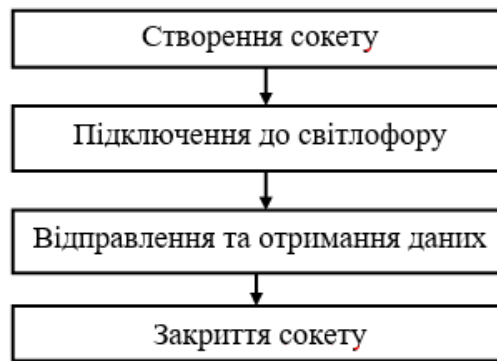 Створення сокету
Підключення до світлофору
Відправлення та отримання даних
Закриття сокету